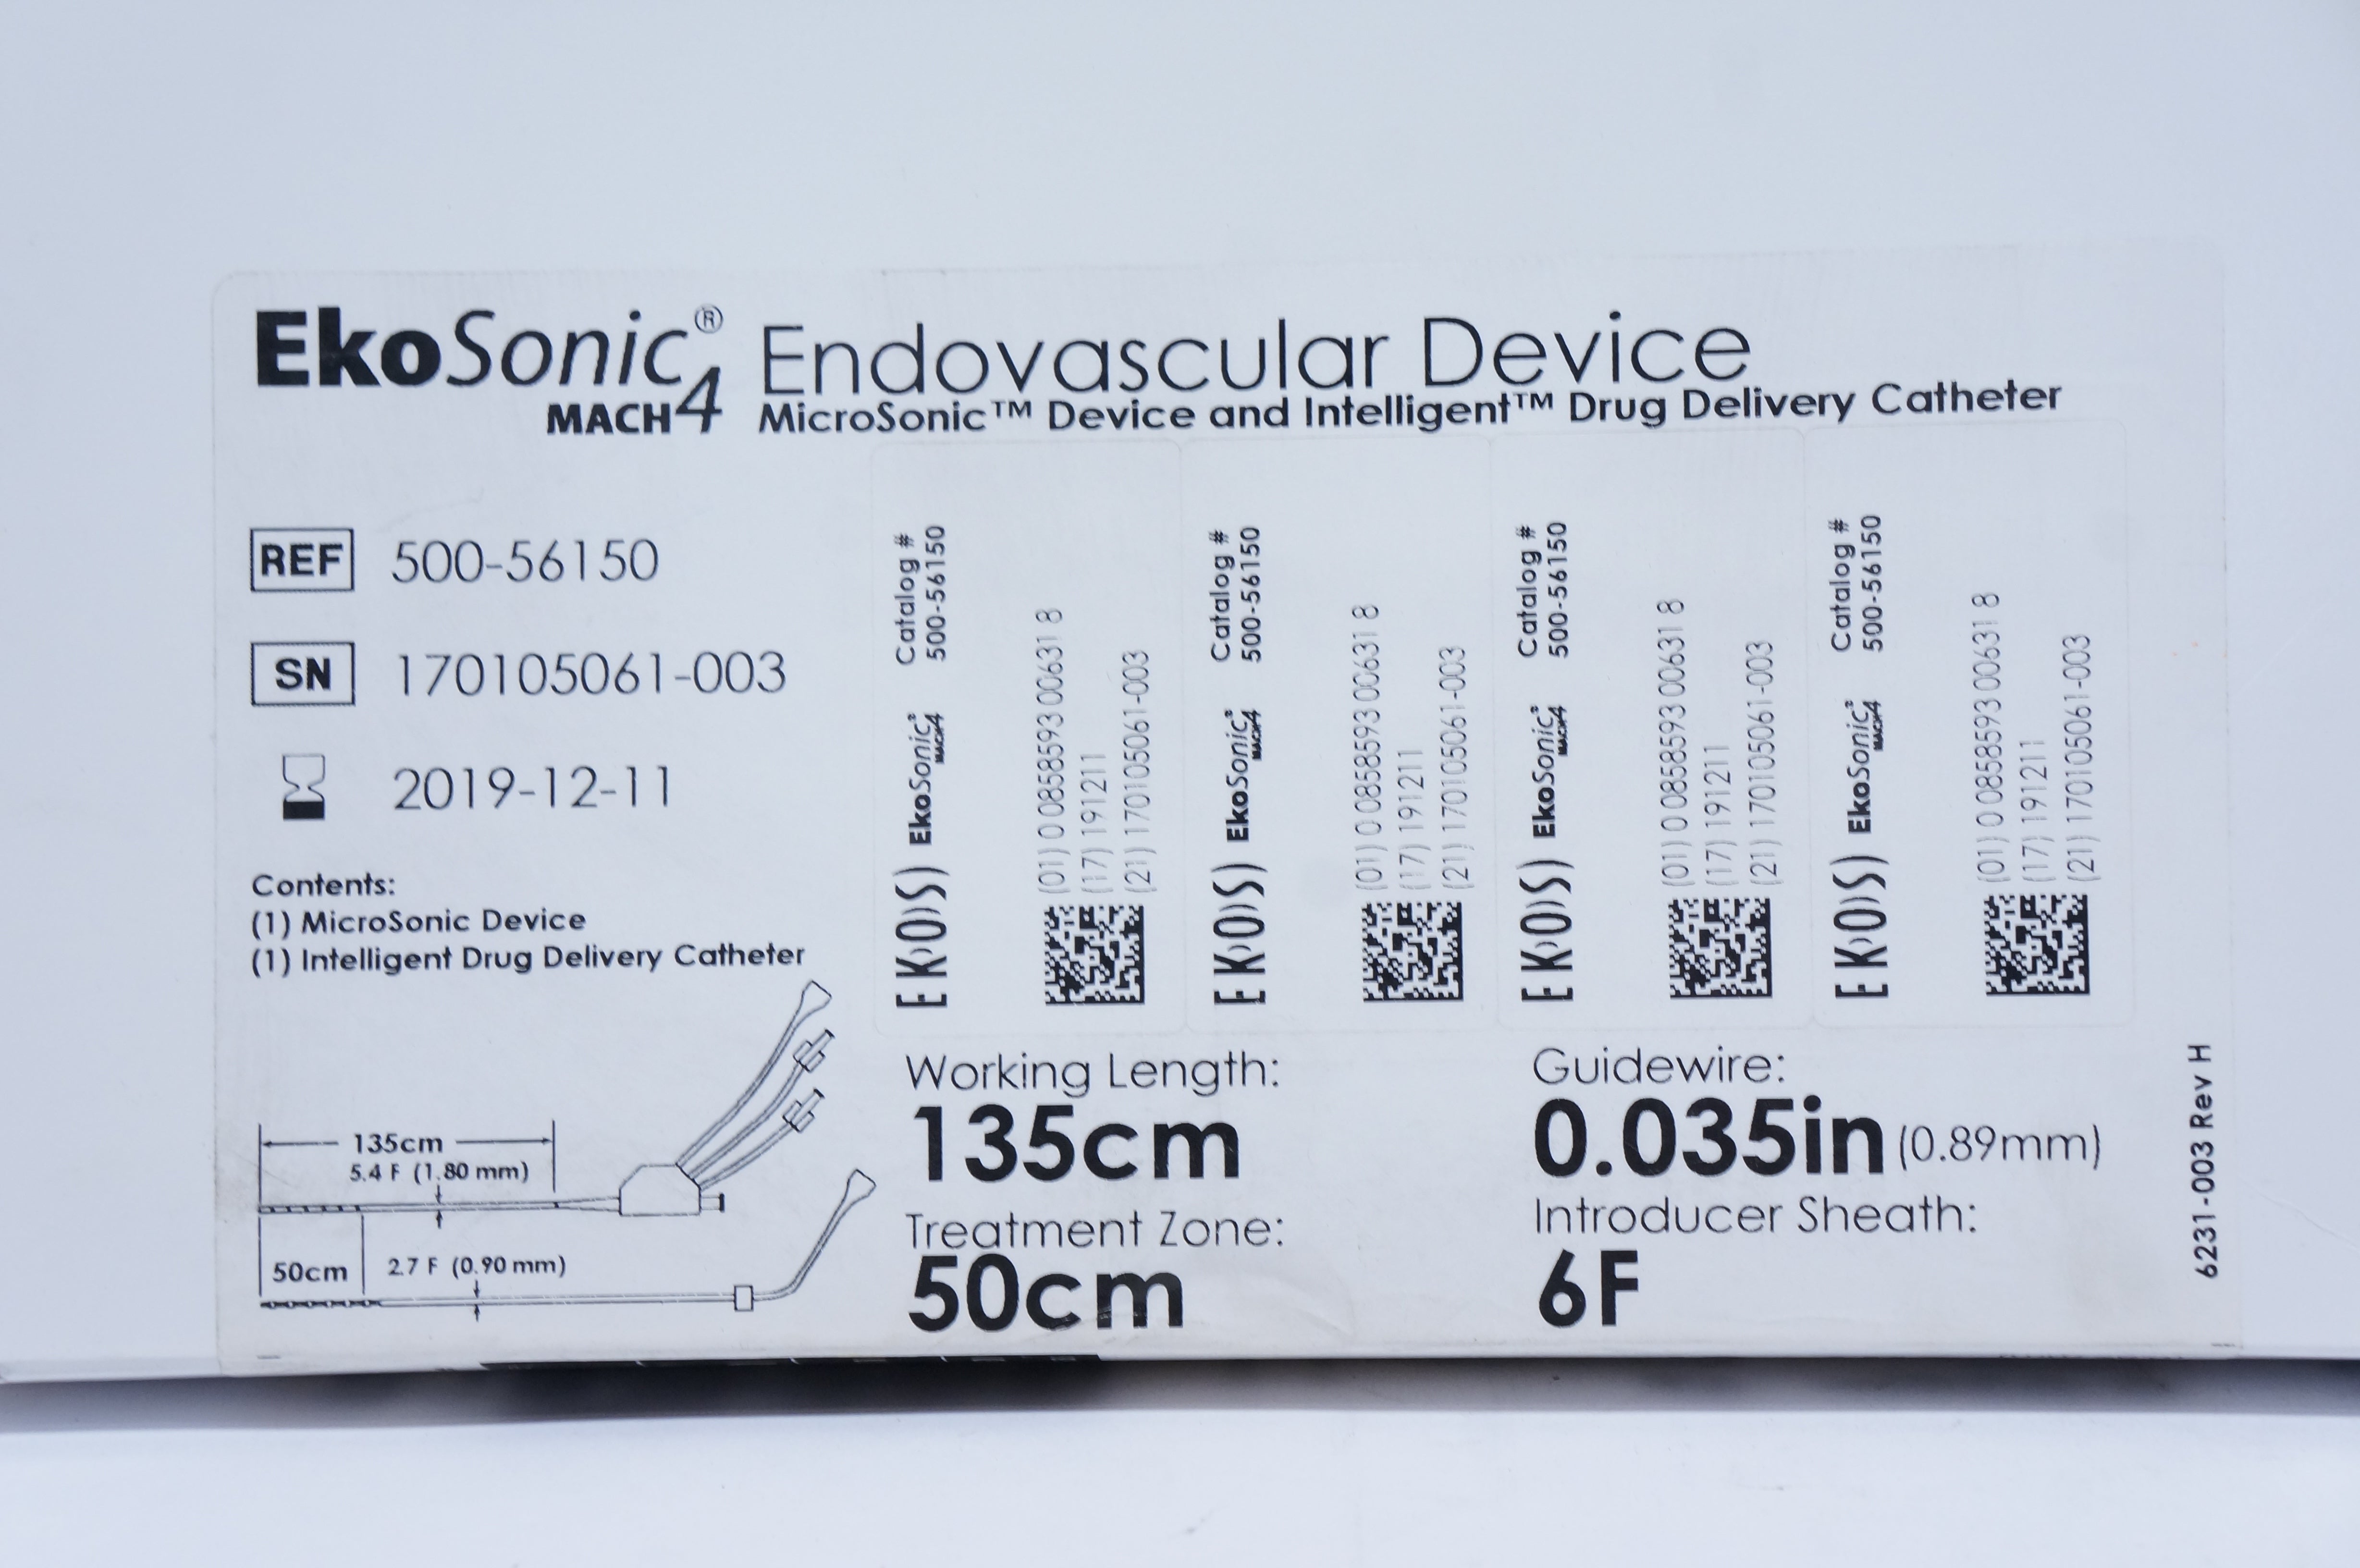 EkoSonic® Endovascular Device
MACH4 MicroSonic™ Device and Intelligent™ Drug Delivery Catheter
REF 500-56150
SN 170105061-003
2019-12-11
Contents:
(1) MicroSonic Device
(1) Intelligent Drug Delivery Catheter
135cm
5.4 F (1.80 mm)
50cm
2.7 F (0.90 mm)
EKOS EkoSonic® MACH4 Catalog #
500-56150
(01) 0 0858593 00631 8
(17) 191211
(21) 170105061-003
EKOS EkoSonic® MACH4 Catalog #
500-56150
(01) 0 0858593 00631 8
(17) 191211
(21) 170105061-003
EKOS EkoSonic® MACH4 Catalog #
500-56150
(01) 0 0858593 00631 8
(17) 191211
(21) 170105061-003
EKOS EkoSonic® MACH4 Catalog #
500-56150
(01) 0 0858593 00631 8
(17) 191211
(21) 170105061-003
Working Length:
135cm
Treatment Zone:
50cm
Guidewire:
0.035in (0.89mm)
Introducer Sheath:
6F
6231-003 Rev H